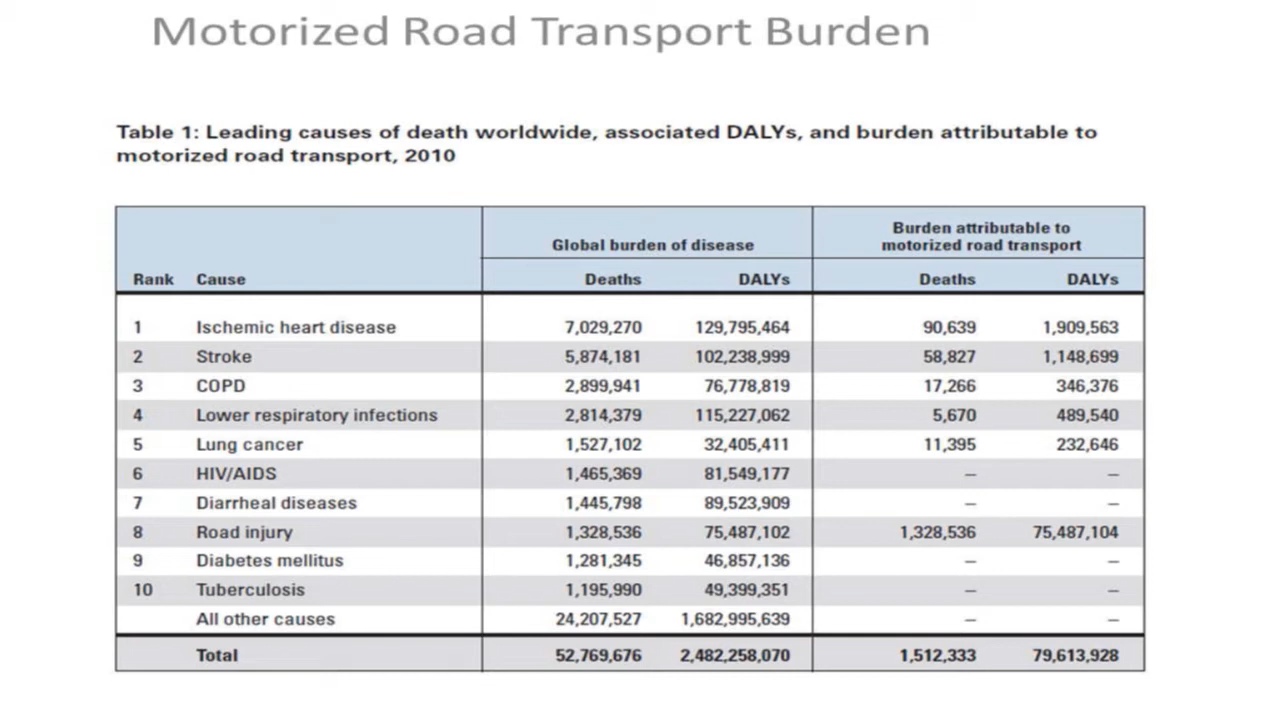 Motorized Road Transport Burden
Table 1: Leading causes of death worldwide, associated DALYs, and burden attributable to
motorized road transport, 2010
Global burden of disease Burden attributable to
motorized road transport
Rank Cause Deaths DALYs Deaths DALYs
1 Ischemic heart disease 7,029,270 129,795,464 90,639 1,909,563
2 Stroke 5,874,181 102,238,999 58,827 1,148,699
3 COPD 2,899,941 76,778,819 17,266 346,376
4 Lower respiratory infections 2,814,379 115,227,062 5,670 489,540
5 Lung cancer 1,527,102 32,405,411 11,395 232,646
6 HIV/AIDS 1,465,369 81,549,177 – –
7 Diarrheal diseases 1,445,798 89,523,909 – –
8 Road injury 1,328,536 75,487,102 1,328,536 75,487,104
9 Diabetes mellitus 1,281,345 46,857,136 – –
10 Tuberculosis 1,195,990 49,399,351 – –
All other causes 24,207,527 1,682,995,639 – –
Total 52,769,676 2,482,258,070 1,512,333 79,613,928